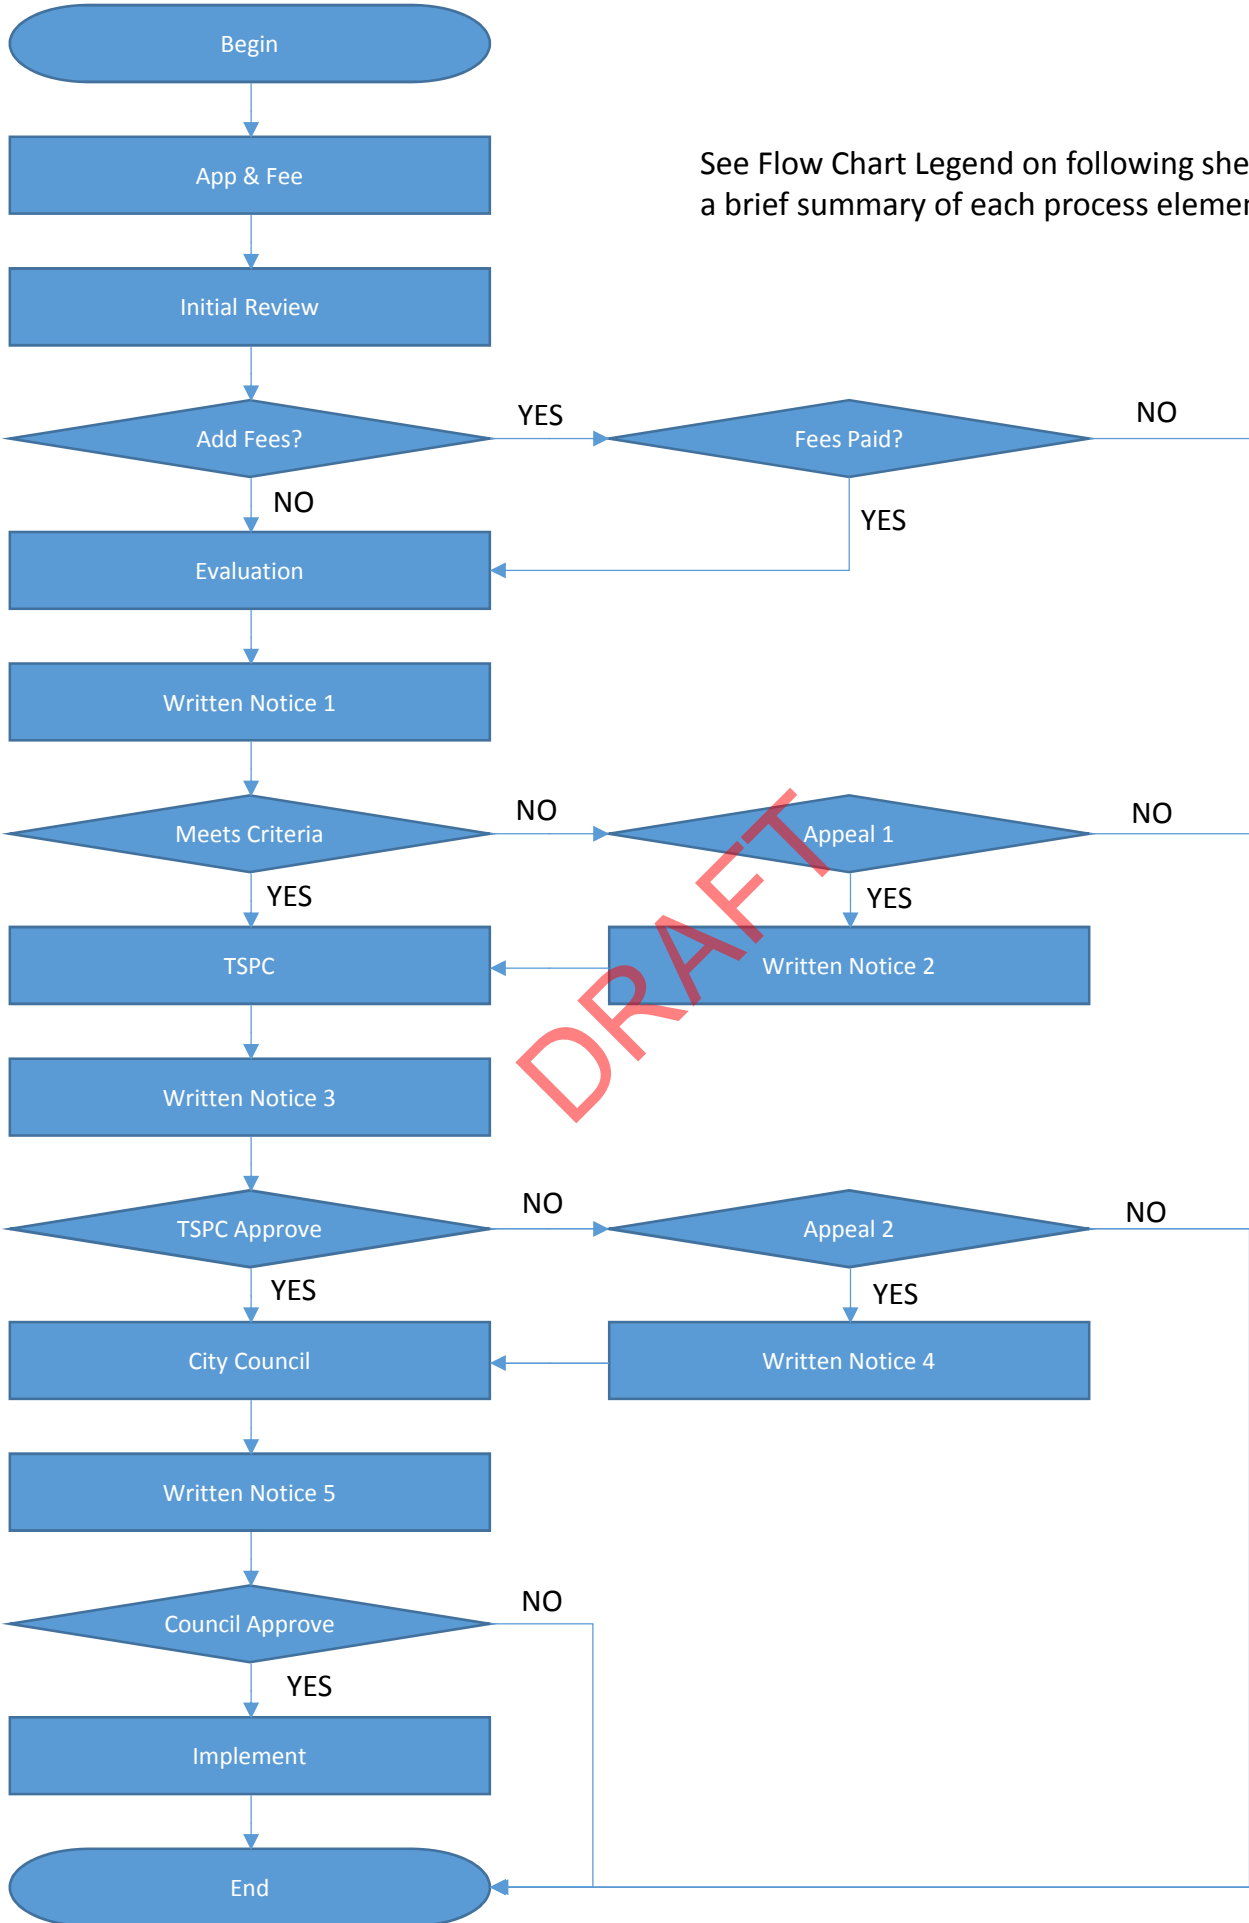 Begin
App & Fee
See Flow Chart Legend on following she
a brief summary of each process elemen
Initial Review
Add Fees?
YES
Fees Paid?
NO
NO
YES
Evaluation
Written Notice 1
Meets Criteria
NO
Appeal 1
NO
YES
YES
TSPC
Written Notice 2
DRAFT
Written Notice 3
TSPC Approve
NO
Appeal 2
NO
YES
YES
City Council
Written Notice 4
Written Notice 5
Council Approve
NO
YES
Implement
End